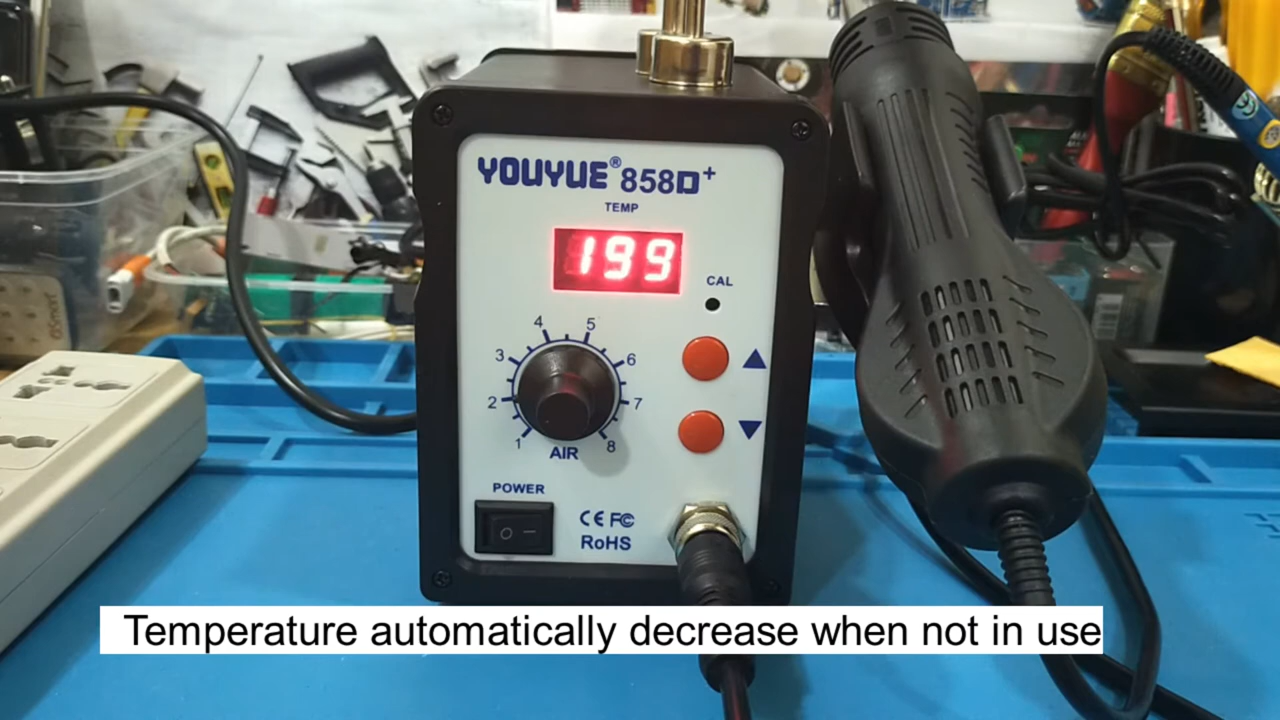 YOUYUE® 858D+
TEMP
199
CAL
1 2 3 4 5 6 7 8
AIR
POWER
CE FC
RoHS
Temperature automatically decrease when not in use